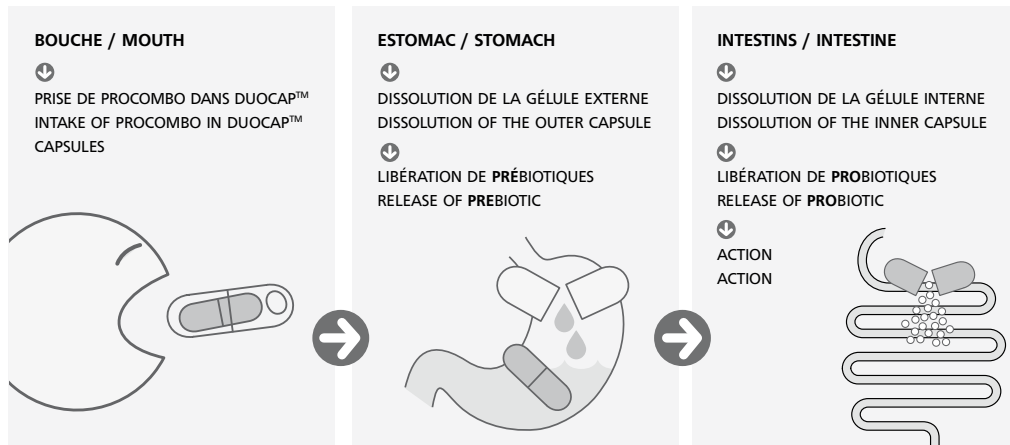 BOUCHE / MOUTH
PRISE DE PROCOMBO DANS DUOCAP™
INTAKE OF PROCOMBO IN DUOCAP™
CAPSULES
ESTOMAC / STOMACH
DISSOLUTION DE LA GÉLULE EXTERNE
DISSOLUTION OF THE OUTER CAPSULE
LIBÉRATION DE PRÉBIOTIQUES
RELEASE OF PREBIOTIC
INTESTINS / INTESTINE
DISSOLUTION DE LA GÉLULE INTERNE
DISSOLUTION OF THE INNER CAPSULE
LIBÉRATION DE PROBIOTIQUES
RELEASE OF PROBIOTIC
ACTION
ACTION